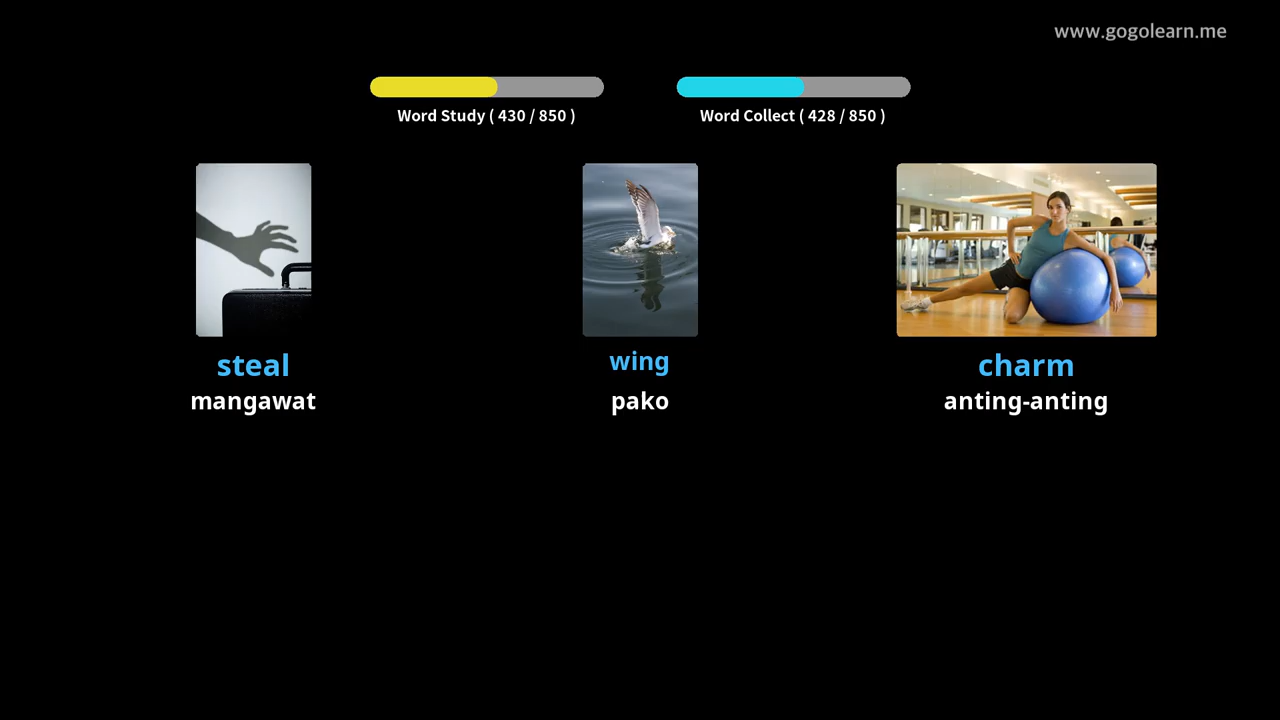 www.gogolearn.me
Word Study ( 430 / 850 )
Word Collect ( 428 / 850 )
steal
mangawat
wing
pako
charm
anting-anting